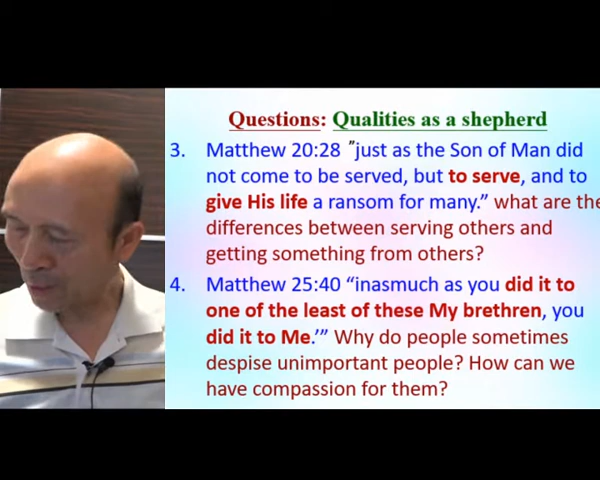 Questions: Qualities as a shepherd
3. Matthew 20:28 "just as the Son of Man did
not come to be served, but to serve, and to
give His life a ransom for many.” what are the
differences between serving others and
getting something from others?
4. Matthew 25:40 “inasmuch as you did it to
one of the least of these My brethren, you
did it to Me.’” Why do people sometimes
despise unimportant people? How can we
have compassion for them?